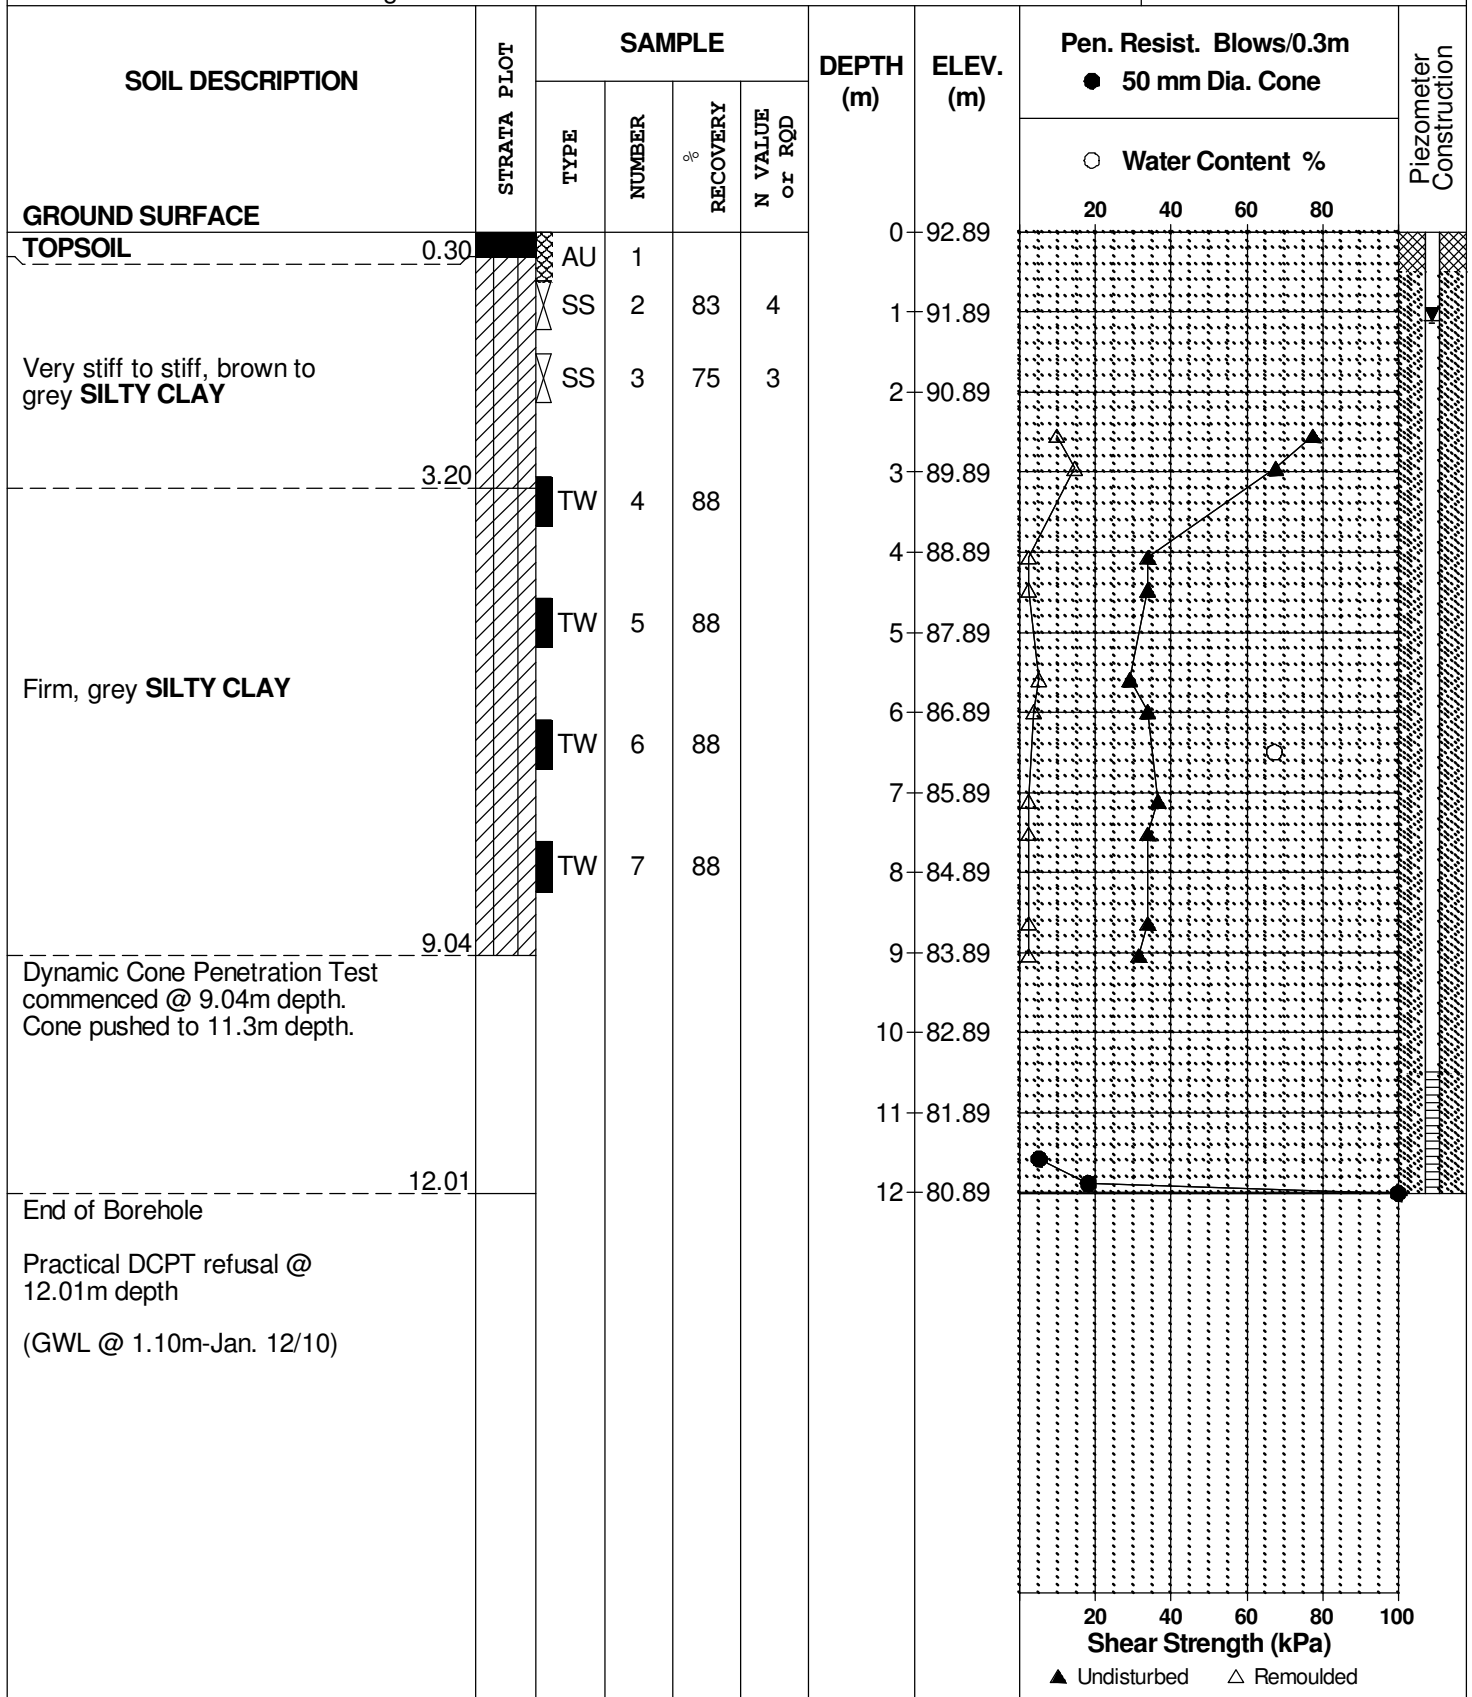 SOIL DESCRIPTION
STRATA PLOT
SAMPLE
TYPE
NUMBER
% RECOVERY
N VALUE or RQD
DEPTH (m)
ELEV. (m)
Pen. Resist. Blows/0.3m
● 50 mm Dia. Cone
○ Water Content %
20 40 60 80
Piezometer Construction
GROUND SURFACE
0 92.89
TOPSOIL 0.30
AU 1
SS 2 83 4
1 91.89
Very stiff to stiff, brown to
grey SILTY CLAY
SS 3 75 3
2 90.89
3.20
3 89.89
TW 4 88
4 88.89
TW 5 88
5 87.89
Firm, grey SILTY CLAY
6 86.89
TW 6 88
7 85.89
TW 7 88
8 84.89
9.04
9 83.89
Dynamic Cone Penetration Test
commenced @ 9.04m depth.
Cone pushed to 11.3m depth.
10 82.89
11 81.89
12.01
12 80.89
End of Borehole
Practical DCPT refusal @
12.01m depth
(GWL @ 1.10m-Jan. 12/10)
20 40 60 80 100
Shear Strength (kPa)
▲ Undisturbed △ Remoulded